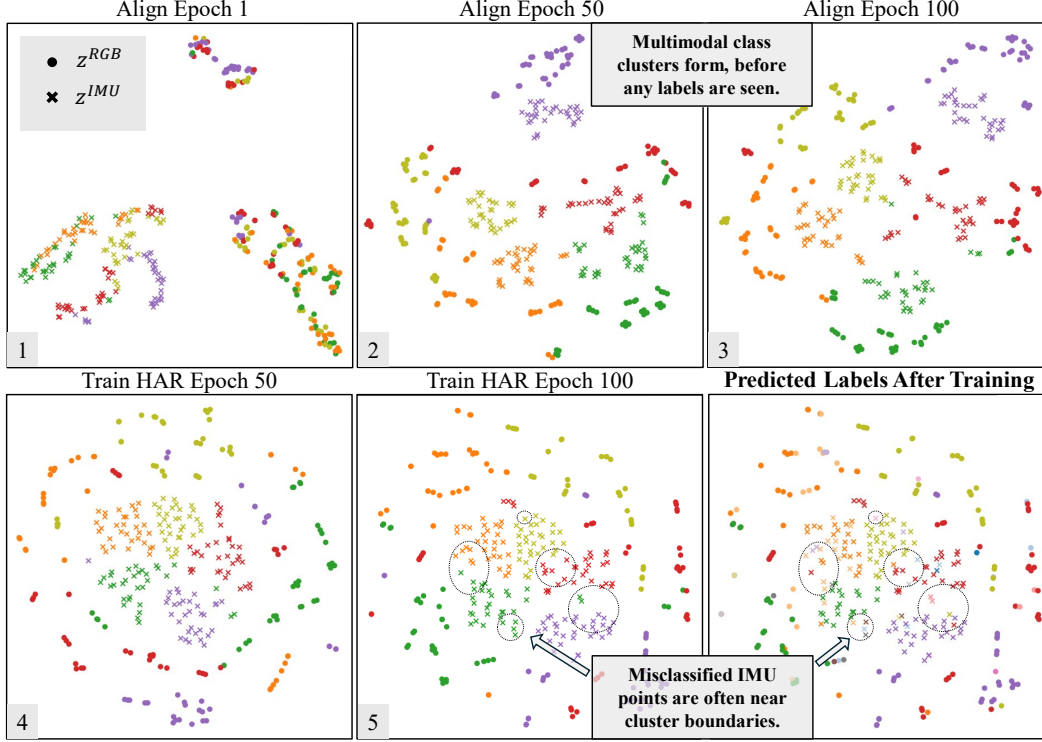 Align Epoch 1
Align Epoch 50
Align Epoch 100
z^{RGB}
z^{IMU}
Multimodal class
clusters form, before
any labels are seen.
1
2
3
Train HAR Epoch 50
Train HAR Epoch 100
Predicted Labels After Training
Misclassified IMU
points are often near
cluster boundaries.
4
5